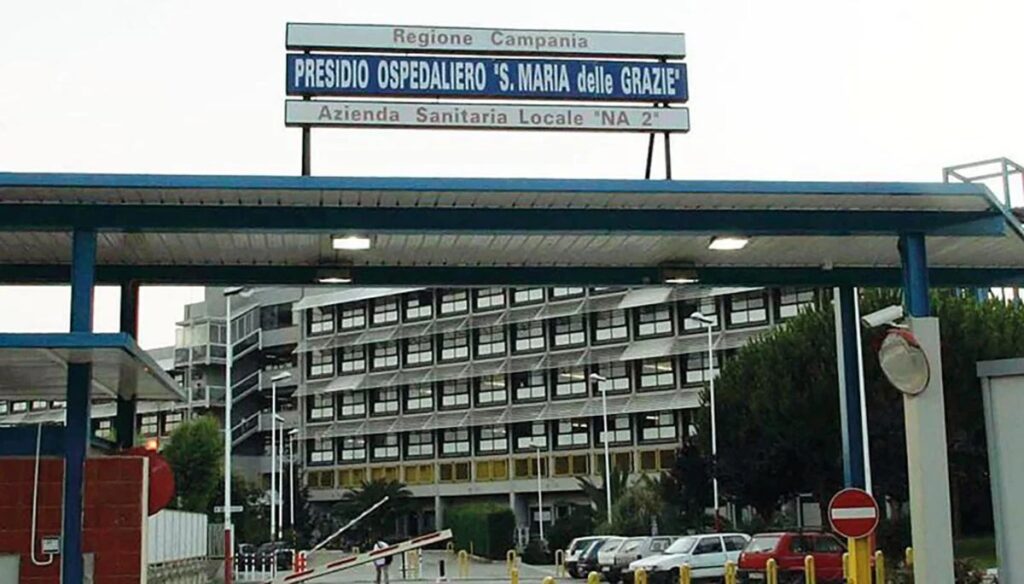 Regione Campania
PRESIDIO OSPEDALIERO "S. MARIA delle GRAZIE"
Azienda Sanitaria Locale "NA 2"